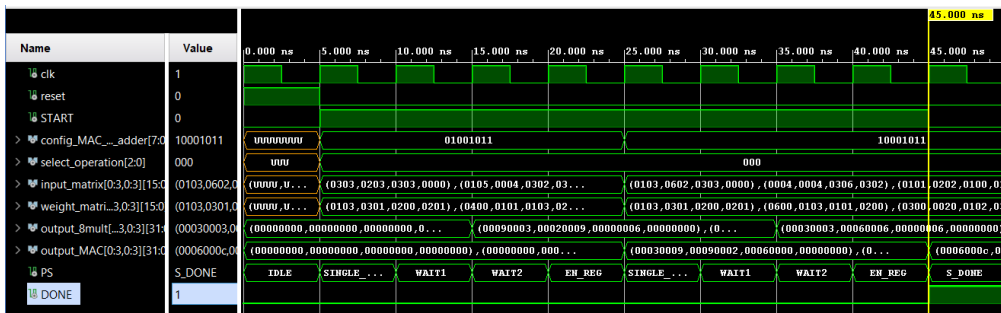 45.000 ns
Name Value 0.000 ns 5.000 ns 10.000 ns 15.000 ns 20.000 ns 25.000 ns 30.000 ns 35.000 ns 40.000 ns 45.000 ns
clk 1
reset 0
START 0
> config_MAC_..._adder[7:0 10001011 UUUUUUUU 01001011 10001011
> select_operation[2:0] 000 UUU 000
> input_matrix[0:3,0:3][15:0 (0103,0602,0 (UUUU,U... (0303,0203,0303,0000),(0105,0004,0302,03... (0103,0602,0303,0002),(0004,0004,0306,0302),(0101,0202,0100,0
> weight_matri...3,0:3][15:0 (0103,0301,0 (UUUU,U... (0103,0301,0200,0201),(0400,0101,0103,02... (0103,0301,0200,0201),(0600,0103,0101,0200),(0300,0020,0102,0
> output_8mult[...3,0:3][31:0 (00030003,00 (00000000,00000000,00000000,0... (00090003,00020009,00000006,00000000),(0... (00030003,00060006,00000006,00000000)
> output_MAC[0:3,0:3][31:0 (0006000c,00 (00000000,00000000,00000000,00000000),(00000000,000... (00030009,00090002,00060000,00000000),(0... (0006000c,0
PS S_DONE IDLE SINGLE_... WAIT1 WAIT2 EN_REG SINGLE_... WAIT1 WAIT2 EN_REG S_DONE
DONE 1